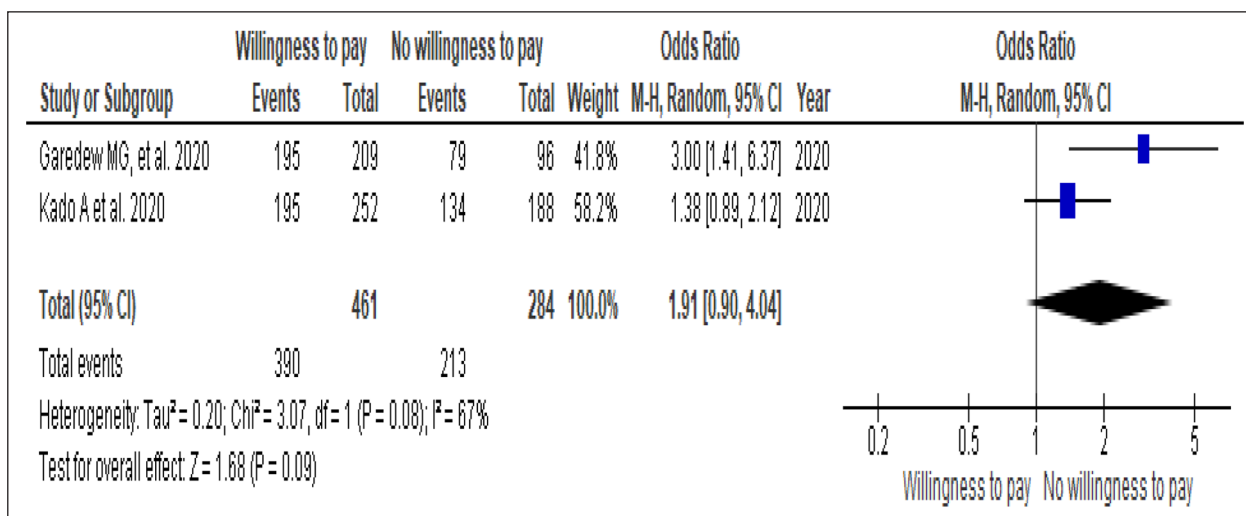 Willingness to pay No willingness to pay Odds Ratio Odds Ratio
Study or Subgroup Events Total Events Total Weight M-H, Random, 95% CI Year M-H, Random, 95% CI
Garedew MG, et al. 2020 195 209 79 96 41.8% 3.00 [1.41, 6.37] 2020
Kado A et al. 2020 195 252 134 188 58.2% 1.38 [0.89, 2.12] 2020
Total (95% CI) 461 284 100.0% 1.91 [0.90, 4.04]
Total events 390 213
Heterogeneity: Tau² = 0.20; Chi² = 3.07, df = 1 (P = 0.08); I² = 67%
Test for overall effect: Z = 1.68 (P = 0.09)
0.2 0.5 1 2 5
Willingness to pay No willingness to pay